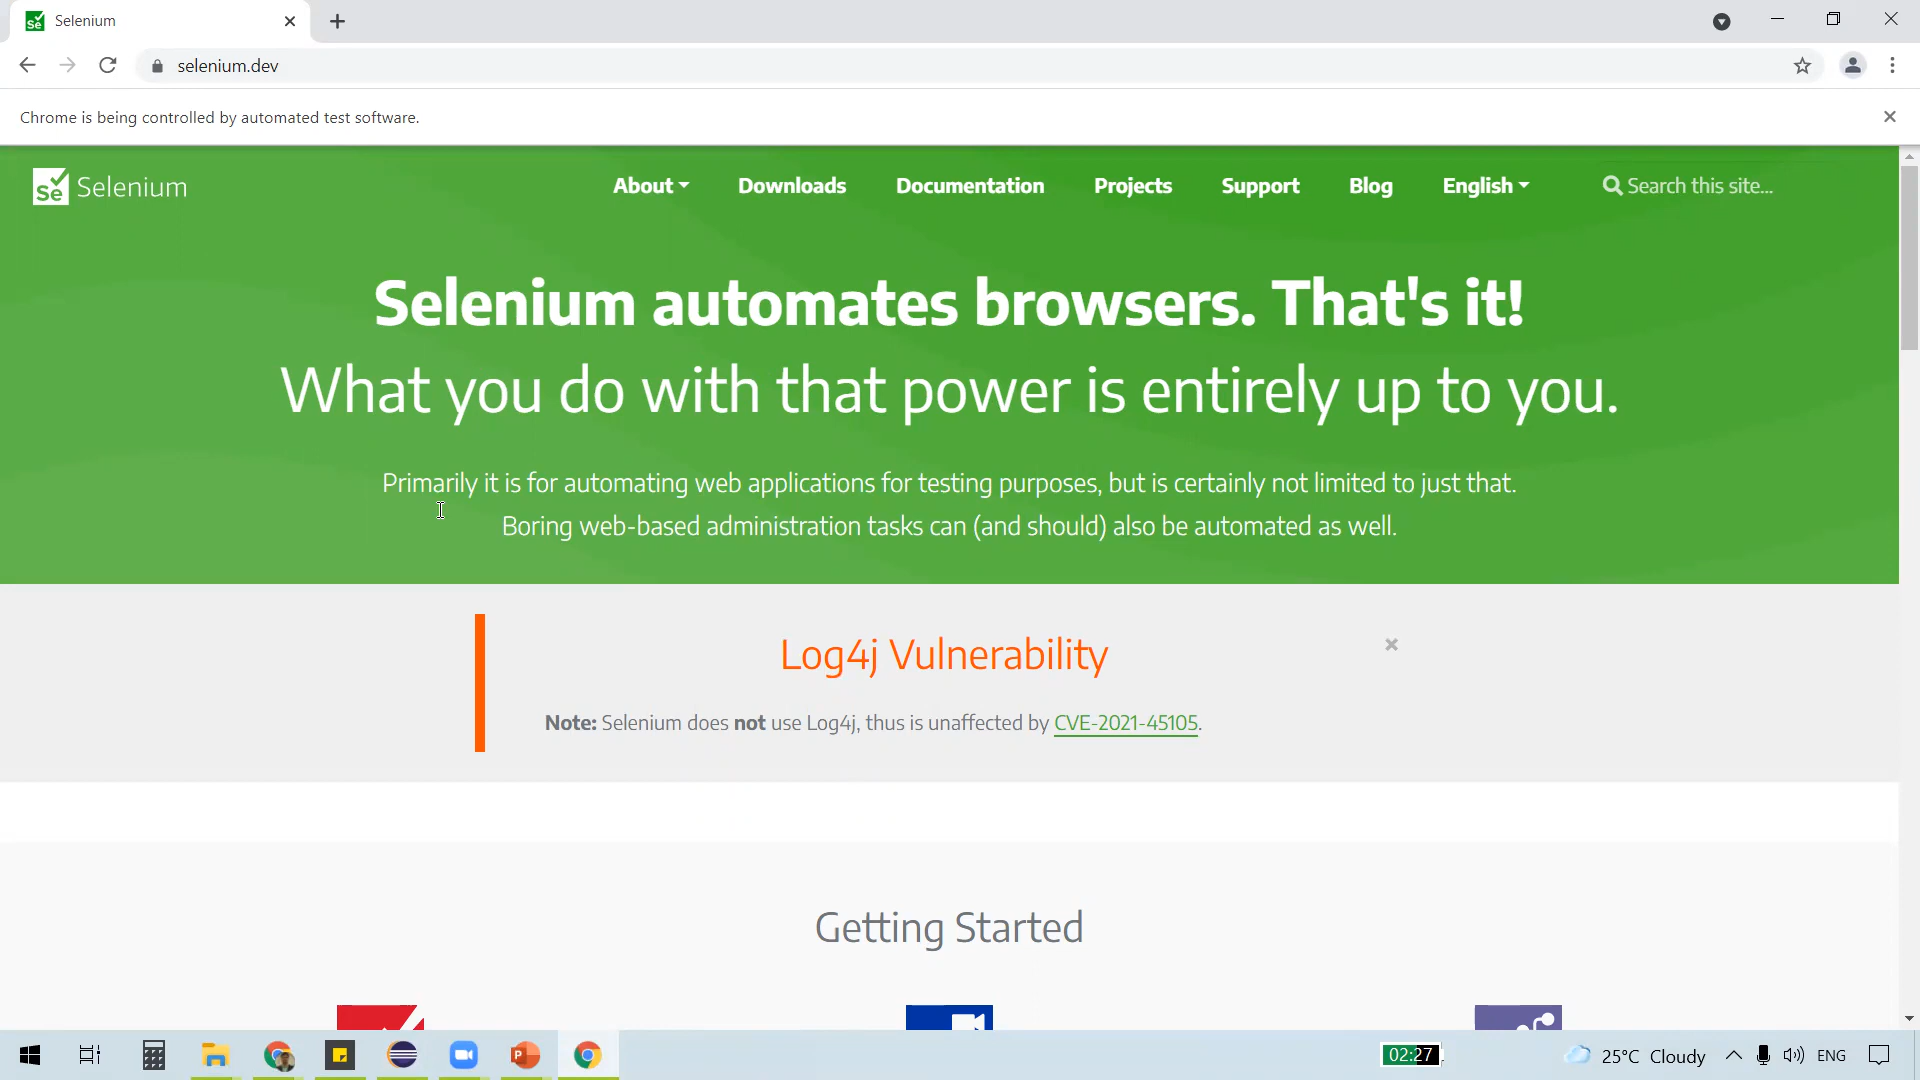 Selenium
selenium.dev
Chrome is being controlled by automated test software.
Se Selenium
About Downloads Documentation Projects Support Blog English Search this site...
Selenium automates browsers. That's it!
What you do with that power is entirely up to you.
Primarily it is for automating web applications for testing purposes, but is certainly not limited to just that.
Boring web-based administration tasks can (and should) also be automated as well.
Log4j Vulnerability
Note: Selenium does not use Log4j, thus is unaffected by CVE-2021-45105.
Getting Started
02:27 25°C Cloudy ENG